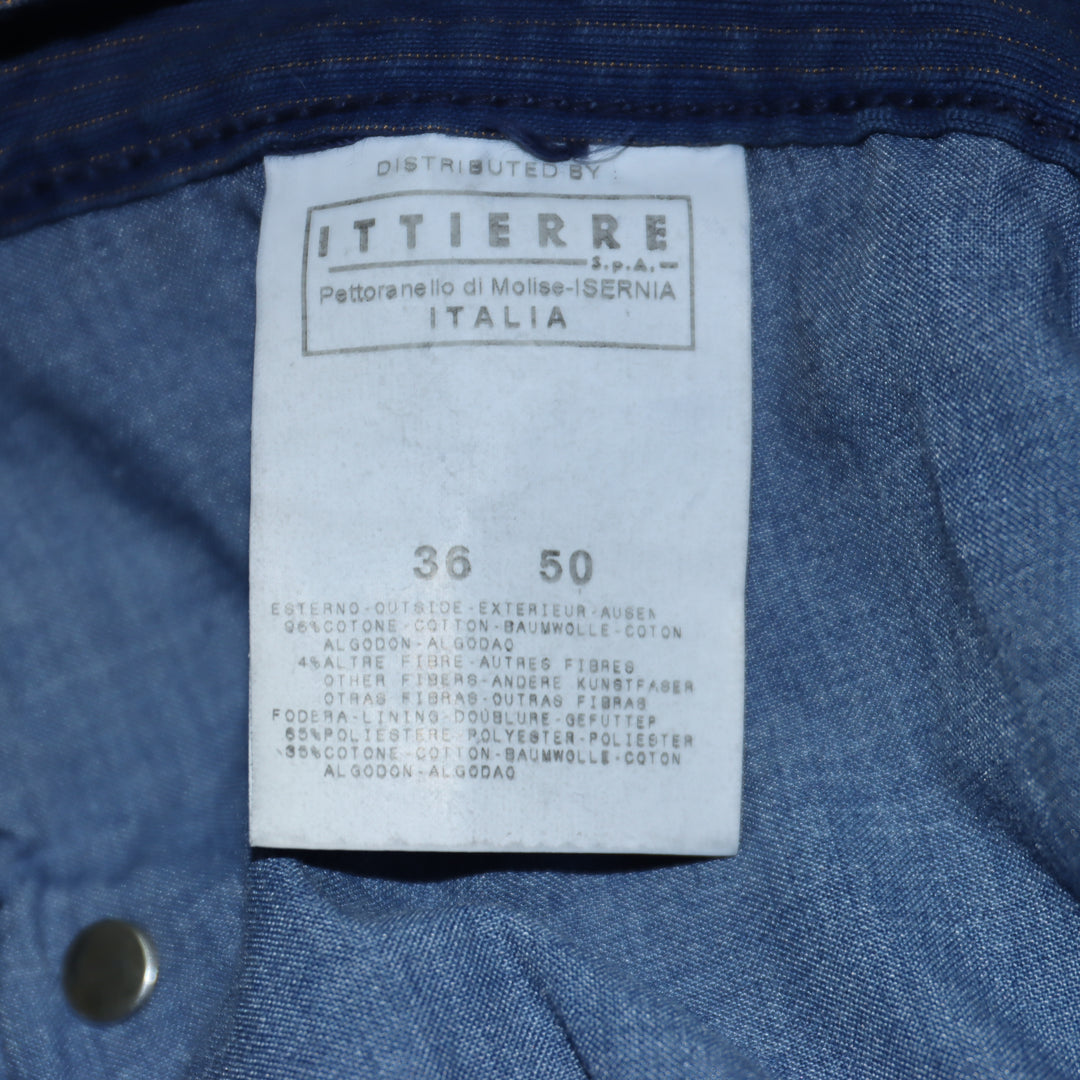 DISTRIBUTED BY :
ITTIERRE
S.p.A.
Pettoranello di Molise-ISERNIA
ITALIA
36 50
ESTERNO-OUTSIDE-EXTERIEUR-AUSEN
96%COTONE-COTTON-BAUMWOLLE-COTON
ALGODON-ALGODAO
4%ALTRE FIBRE-AUTRES FIBRES
OTHER FIBERS-ANDERE KUNSTFASER
OTRAS FIBRAS-OUTRAS FIBRAS
FODERA-LINING-DOUBLURE-GEFUTTER
65%POLIESTERE-POLYESTER-POLIESTER
35%COTONE-COTTON-BAUMWOLLE-COTON
ALGODON-ALGODAO